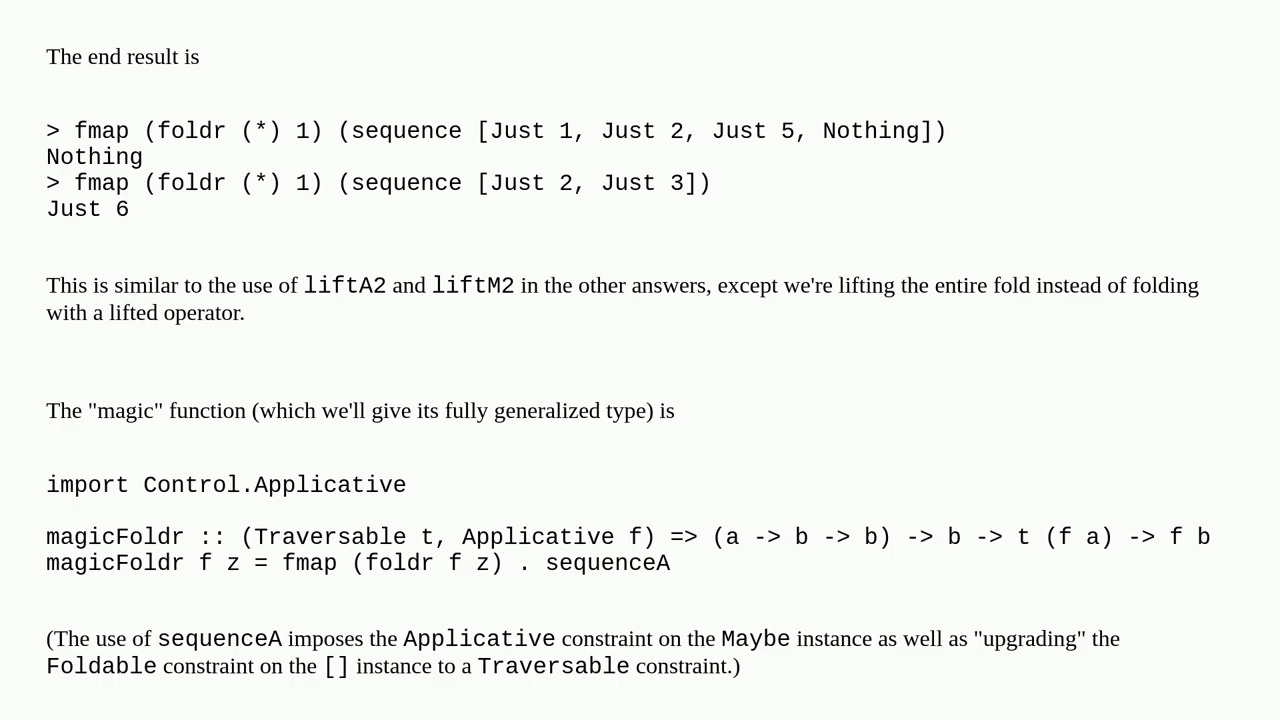 The end result is
> fmap (foldr (*) 1) (sequence [Just 1, Just 2, Just 5, Nothing])
Nothing
> fmap (foldr (*) 1) (sequence [Just 2, Just 3])
Just 6
This is similar to the use of liftA2 and liftM2 in the other answers, except we're lifting the entire fold instead of folding
with a lifted operator.
The "magic" function (which we'll give its fully generalized type) is
import Control.Applicative
magicFoldr :: (Traversable t, Applicative f) => (a -> b -> b) -> b -> t (f a) -> f b
magicFoldr f z = fmap (foldr f z) . sequenceA
(The use of sequenceA imposes the Applicative constraint on the Maybe instance as well as "upgrading" the
Foldable constraint on the [] instance to a Traversable constraint.)